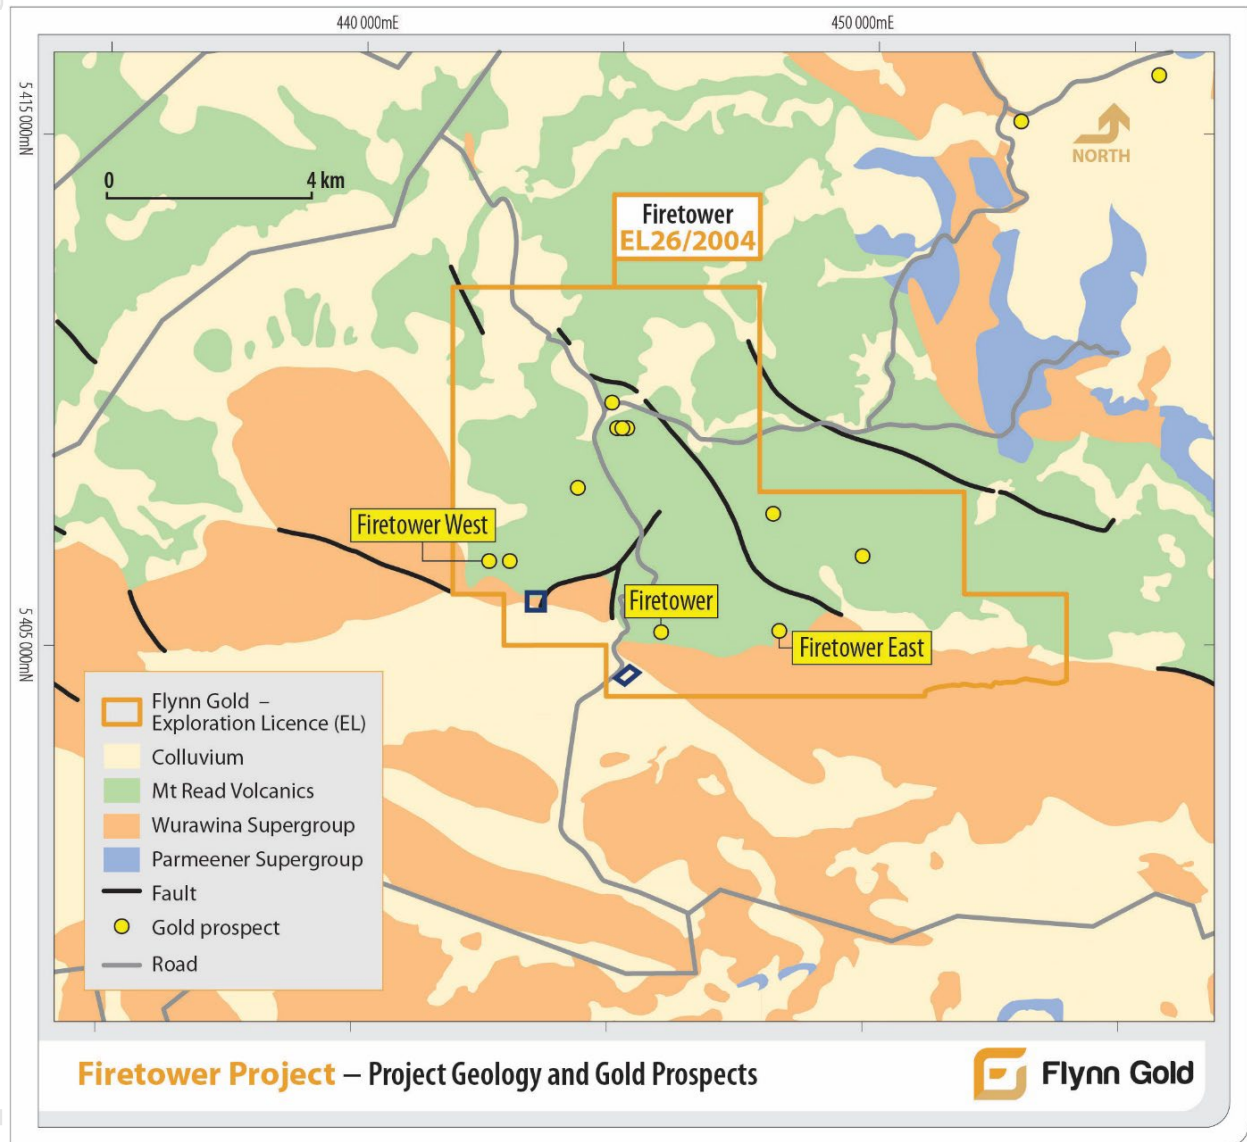 440 000mE
450 000mE
5 415 000mN
NORTH
0
4 km
Firetower
EL26/2004
Firetower West
Firetower
Firetower East
5 405 000mN
Flynn Gold –
Exploration Licence (EL)
Colluvium
Mt Read Volcanics
Wurawina Supergroup
Parmeener Supergroup
Fault
Gold prospect
Road
Firetower Project – Project Geology and Gold Prospects
Flynn Gold